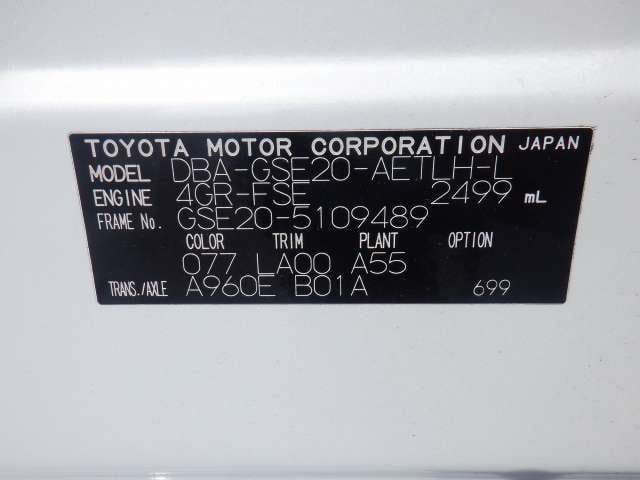 TOYOTA MOTOR CORPORATION JAPAN
MODEL DBA-GSE20-AETLH-L
ENGINE 4GR-FSE 2499 mL
FRAME No. GSE20-5109489
COLOR TRIM PLANT OPTION
077 LA00 A55
TRANS./AXLE A960E B01A 699